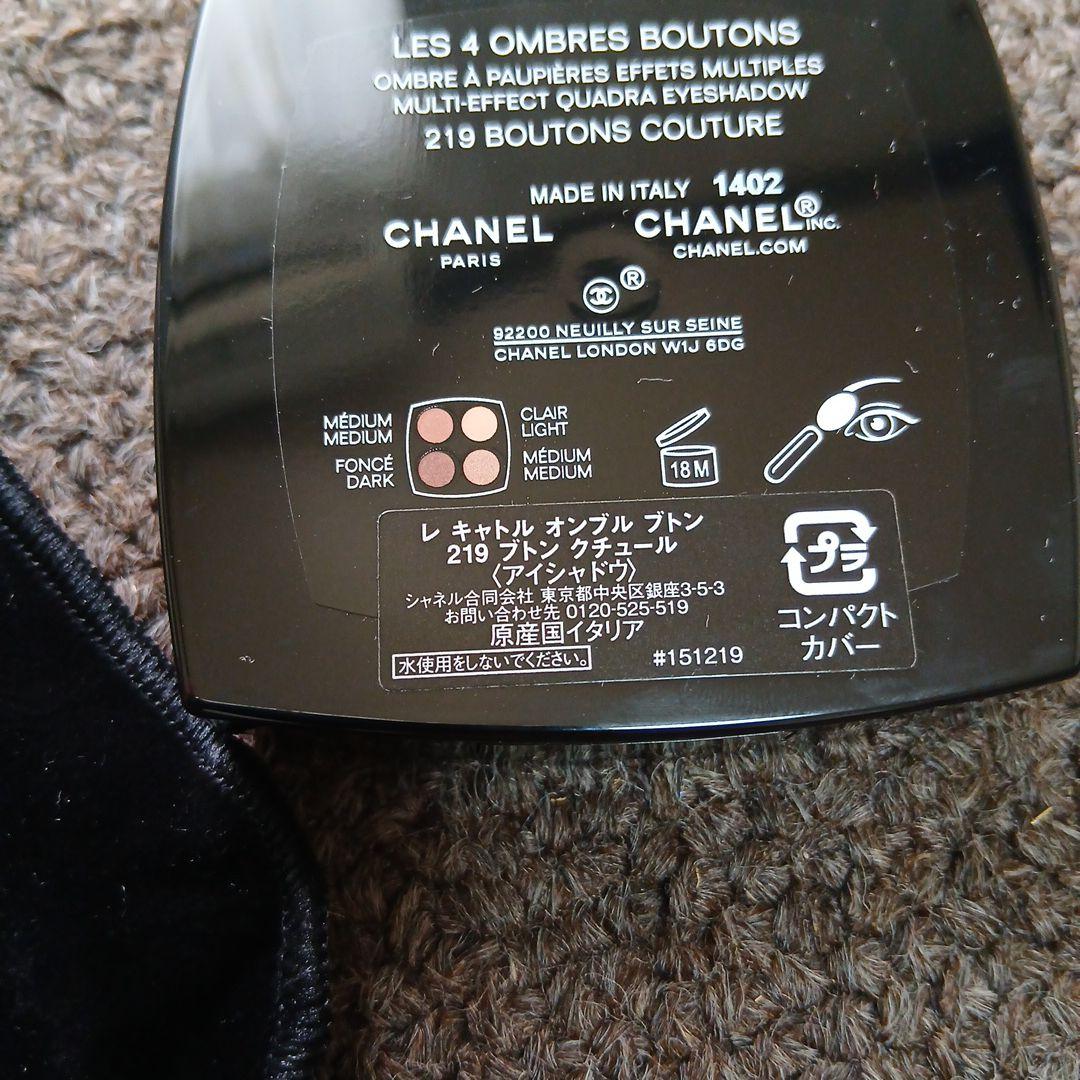 LES 4 OMBRES BOUTONS
OMBRE À PAUPIÈRES EFFETS MULTIPLES
MULTI-EFFECT QUADRA EYESHADOW
219 BOUTONS COUTURE
MADE IN ITALY 1402
CHANEL CHANEL® INC.
PARIS CHANEL.COM
®
92200 NEUILLY SUR SEINE
CHANEL LONDON W1J 6DG
MÉDIUM CLAIR
MEDIUM LIGHT
FONCÉ MÉDIUM
DARK MEDIUM
18M
レ キャトル オンブル ブトン
219 ブトン クチュール
〈アイシャドウ〉
シャネル合同会社 東京都中央区銀座3-5-3
お問い合わせ先 0120-525-519
原産国イタリア
水使用をしないでください。 #151219
プラ
コンパクト
カバー